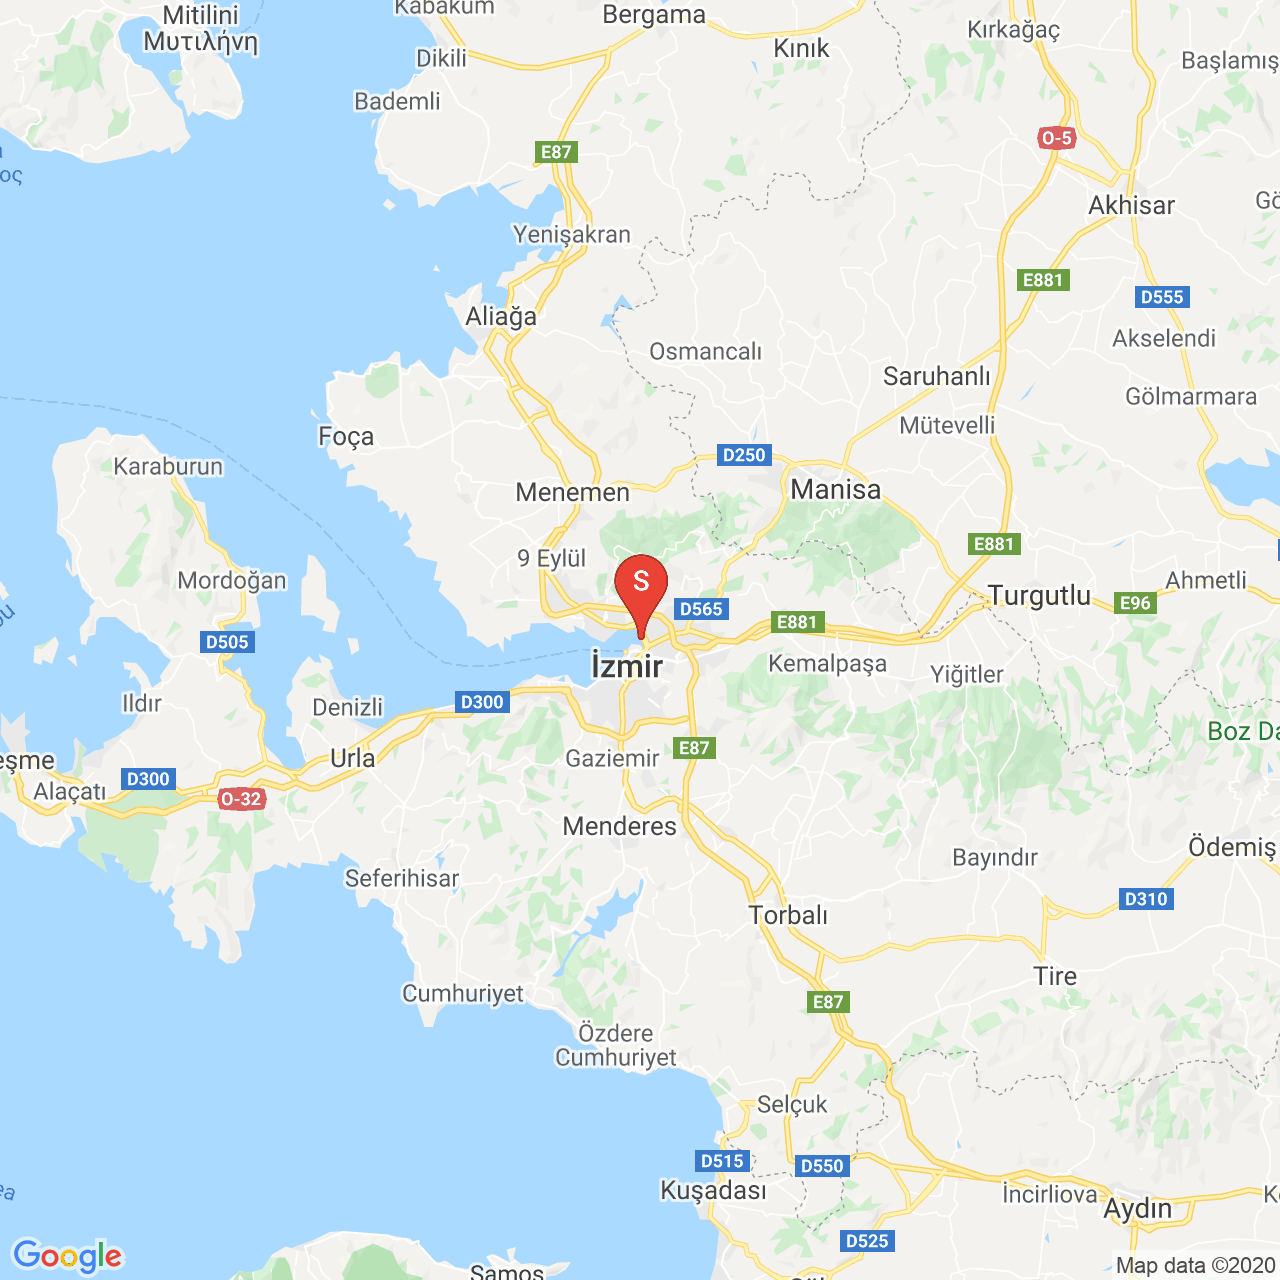 Mitilini
Μυτιλήνη
Kabakum
Bergama
Kınık
Kırkağaç
Başlamış
Dikili
Bademli
E87
O-5
Akhisar
Yenişakran
E881
D555
Aliağa
Osmancalı
Akselendi
Saruhanlı
Gölmarmara
Mütevelli
Foça
Karaburun
D250
Menemen
Manisa
9 Eylül
E881
Mordoğan
S
Ahmetli
Turgutlu
E96
D565
E881
D505
İzmir
Kemalpaşa
Yiğitler
Ildır
Denizli
D300
Boz Da
E87
Gaziemir
Urla
eşme
D300
Alaçatı
O-32
Menderes
Ödemiş
Bayındır
Seferihisar
D310
Torbalı
Tire
Cumhuriyet
E87
Özdere
Cumhuriyet
Selçuk
D515
D550
Kuşadası
İncirliova
Aydın
D525
Google
Samos
Map data ©2020